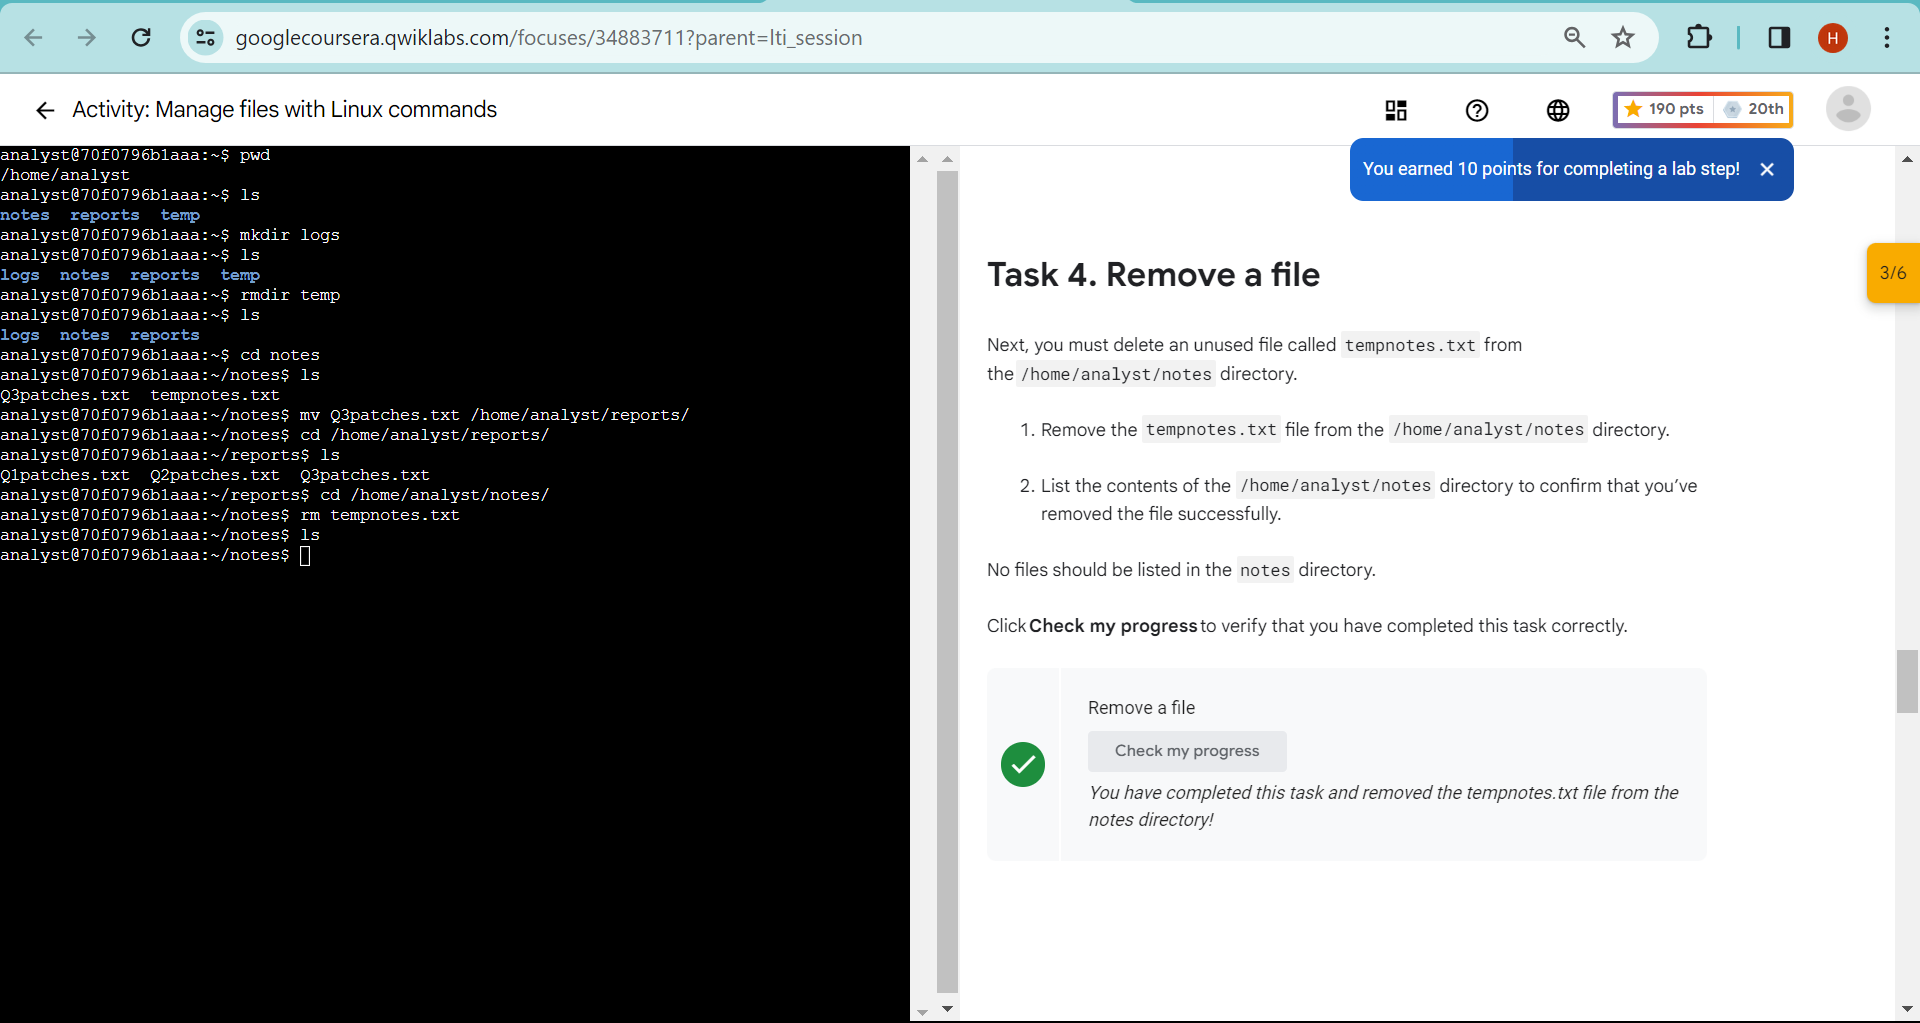 googlecoursera.qwiklabs.com/focuses/34883711?parent=lti_session
H
Activity: Manage files with Linux commands
190 pts
20th
You earned 10 points for completing a lab step!
analyst@70f0796b1aaa:~$ pwd
/home/analyst
analyst@70f0796b1aaa:~$ ls
notes reports temp
analyst@70f0796b1aaa:~$ mkdir logs
analyst@70f0796b1aaa:~$ ls
logs notes reports temp
analyst@70f0796b1aaa:~$ rmdir temp
analyst@70f0796b1aaa:~$ ls
logs notes reports
analyst@70f0796b1aaa:~$ cd notes
analyst@70f0796b1aaa:~/notes$ ls
Q3patches.txt tempnotes.txt
analyst@70f0796b1aaa:~/notes$ mv Q3patches.txt /home/analyst/reports/
analyst@70f0796b1aaa:~/notes$ cd /home/analyst/reports/
analyst@70f0796b1aaa:~/reports$ ls
Q1patches.txt Q2patches.txt Q3patches.txt
analyst@70f0796b1aaa:~/reports$ cd /home/analyst/notes/
analyst@70f0796b1aaa:~/notes$ rm tempnotes.txt
analyst@70f0796b1aaa:~/notes$ ls
analyst@70f0796b1aaa:~/notes$
Task 4. Remove a file
3/6
Next, you must delete an unused file called tempnotes.txt from
the /home/analyst/notes directory.
1. Remove the tempnotes.txt file from the /home/analyst/notes directory.
2. List the contents of the /home/analyst/notes directory to confirm that you’ve
removed the file successfully.
No files should be listed in the notes directory.
Click Check my progress to verify that you have completed this task correctly.
Remove a file
Check my progress
You have completed this task and removed the tempnotes.txt file from the
notes directory!